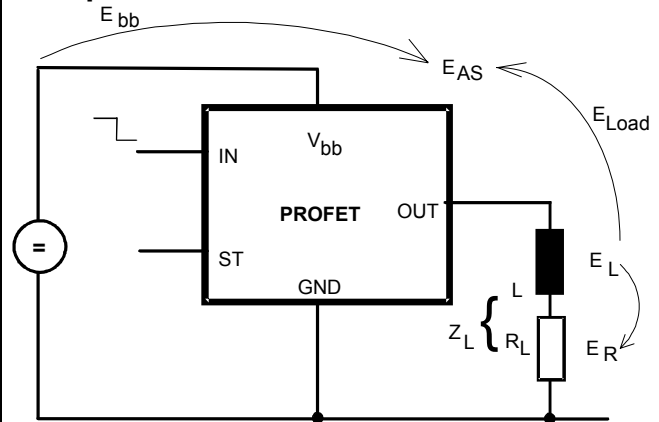 E bb
E AS
E Load
V bb
IN
PROFET
OUT
=
ST
GND
L
E L
Z L {
R L
E R